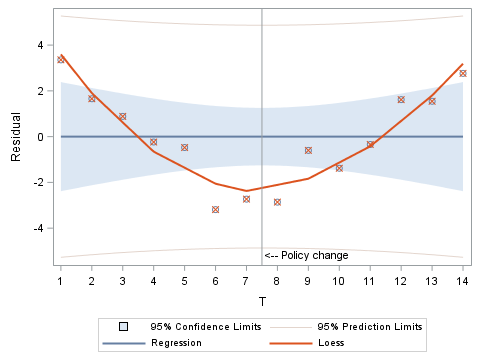 Residual
4
2
0
-2
-4
<-- Policy change
1 2 3 4 5 6 7 8 9 10 11 12 13 14
T
95% Confidence Limits 95% Prediction Limits
Regression Loess